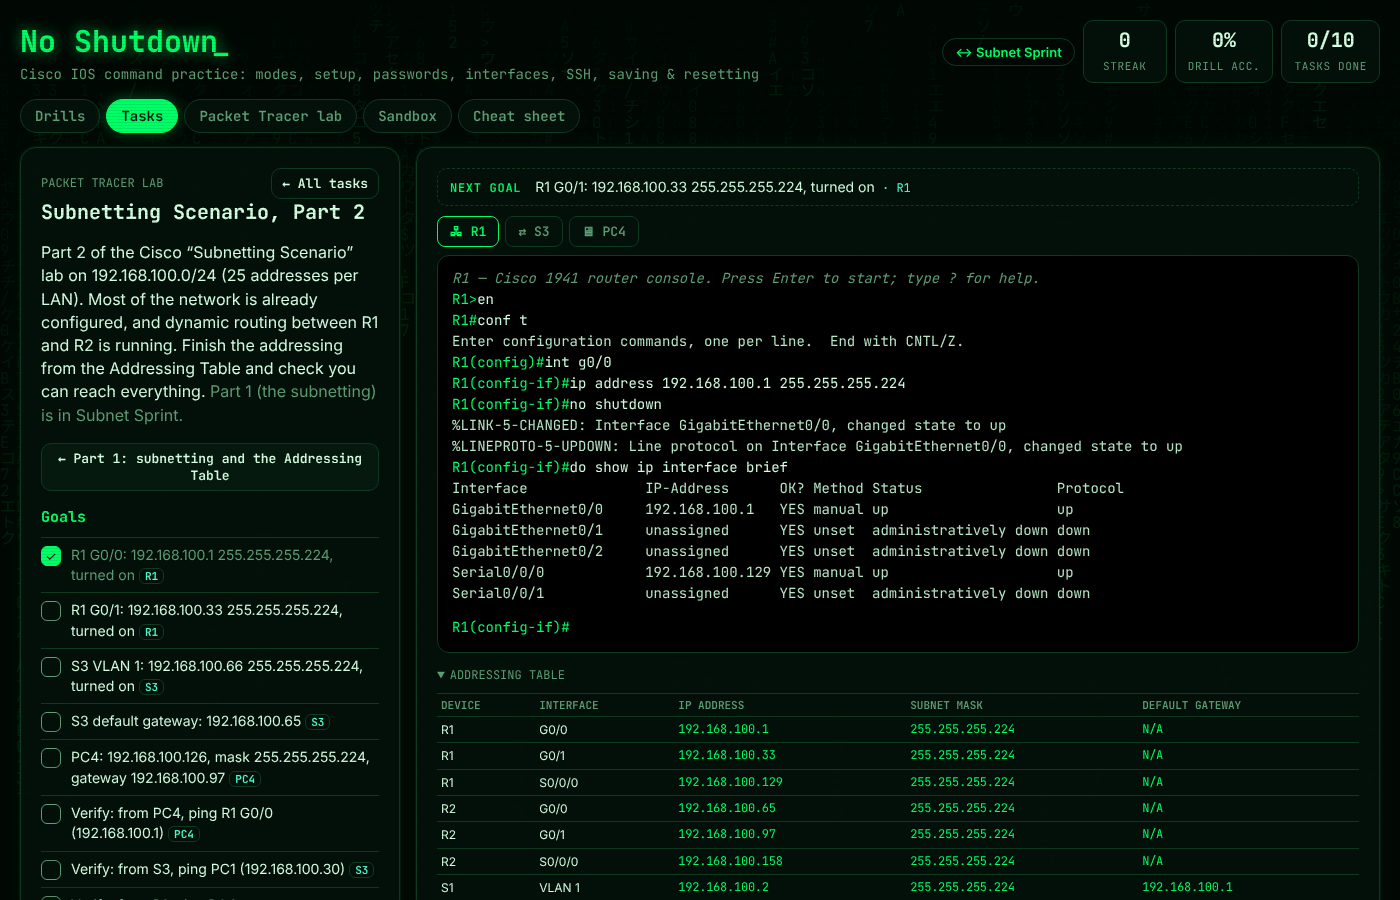 No Shutdown_
Cisco IOS command practice: modes, setup, passwords, interfaces, SSH, saving & resetting
↔ Subnet Sprint
0
STREAK
0%
DRILL ACC.
0/10
TASKS DONE
Drills
Tasks
Packet Tracer lab
Sandbox
Cheat sheet
PACKET TRACER LAB
← All tasks
Subnetting Scenario, Part 2
Part 2 of the Cisco “Subnetting Scenario”
lab on 192.168.100.0/24 (25 addresses per
LAN). Most of the network is already
configured, and dynamic routing between R1
and R2 is running. Finish the addressing
from the Addressing Table and check you
can reach everything. Part 1 (the subnetting)
is in Subnet Sprint.
← Part 1: subnetting and the Addressing
Table
Goals
R1 G0/0: 192.168.100.1 255.255.255.224,
turned on R1
R1 G0/1: 192.168.100.33 255.255.255.224,
turned on R1
S3 VLAN 1: 192.168.100.66 255.255.255.224,
turned on S3
S3 default gateway: 192.168.100.65 S3
PC4: 192.168.100.126, mask 255.255.255.224,
gateway 192.168.100.97 PC4
Verify: from PC4, ping R1 G0/0
(192.168.100.1) PC4
Verify: from S3, ping PC1 (192.168.100.30) S3
NEXT GOAL R1 G0/1: 192.168.100.33 255.255.255.224, turned on · R1
R1
⇄ S3
PC4
R1 — Cisco 1941 router console. Press Enter to start; type ? for help.
R1>en
R1#conf t
Enter configuration commands, one per line.  End with CNTL/Z.
R1(config)#int g0/0
R1(config-if)#ip address 192.168.100.1 255.255.255.224
R1(config-if)#no shutdown
%LINK-5-CHANGED: Interface GigabitEthernet0/0, changed state to up
%LINEPROTO-5-UPDOWN: Line protocol on Interface GigabitEthernet0/0, changed state to up
R1(config-if)#do show ip interface brief
Interface IP-Address OK? Method Status Protocol
GigabitEthernet0/0 192.168.100.1 YES manual up up
GigabitEthernet0/1 unassigned YES unset administratively down down
GigabitEthernet0/2 unassigned YES unset administratively down down
Serial0/0/0 192.168.100.129 YES manual up up
Serial0/0/1 unassigned YES unset administratively down down
R1(config-if)#
▼ ADDRESSING TABLE
DEVICE INTERFACE IP ADDRESS SUBNET MASK DEFAULT GATEWAY
R1 G0/0 192.168.100.1 255.255.255.224 N/A
R1 G0/1 192.168.100.33 255.255.255.224 N/A
R1 S0/0/0 192.168.100.129 255.255.255.224 N/A
R2 G0/0 192.168.100.65 255.255.255.224 N/A
R2 G0/1 192.168.100.97 255.255.255.224 N/A
R2 S0/0/0 192.168.100.158 255.255.255.224 N/A
S1 VLAN 1 192.168.100.2 255.255.255.224 192.168.100.1